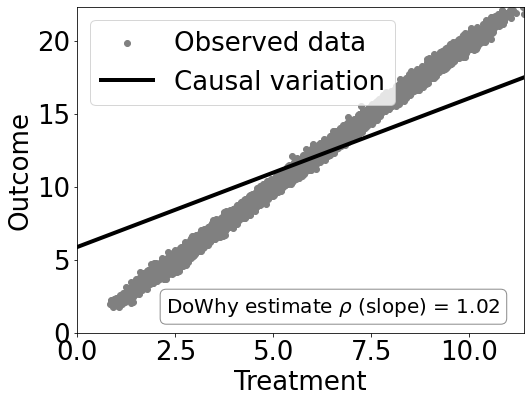 Observed data
Causal variation
20
15
10
5
0
Outcome
DoWhy estimate ρ (slope) = 1.02
0.0 2.5 5.0 7.5 10.0
Treatment